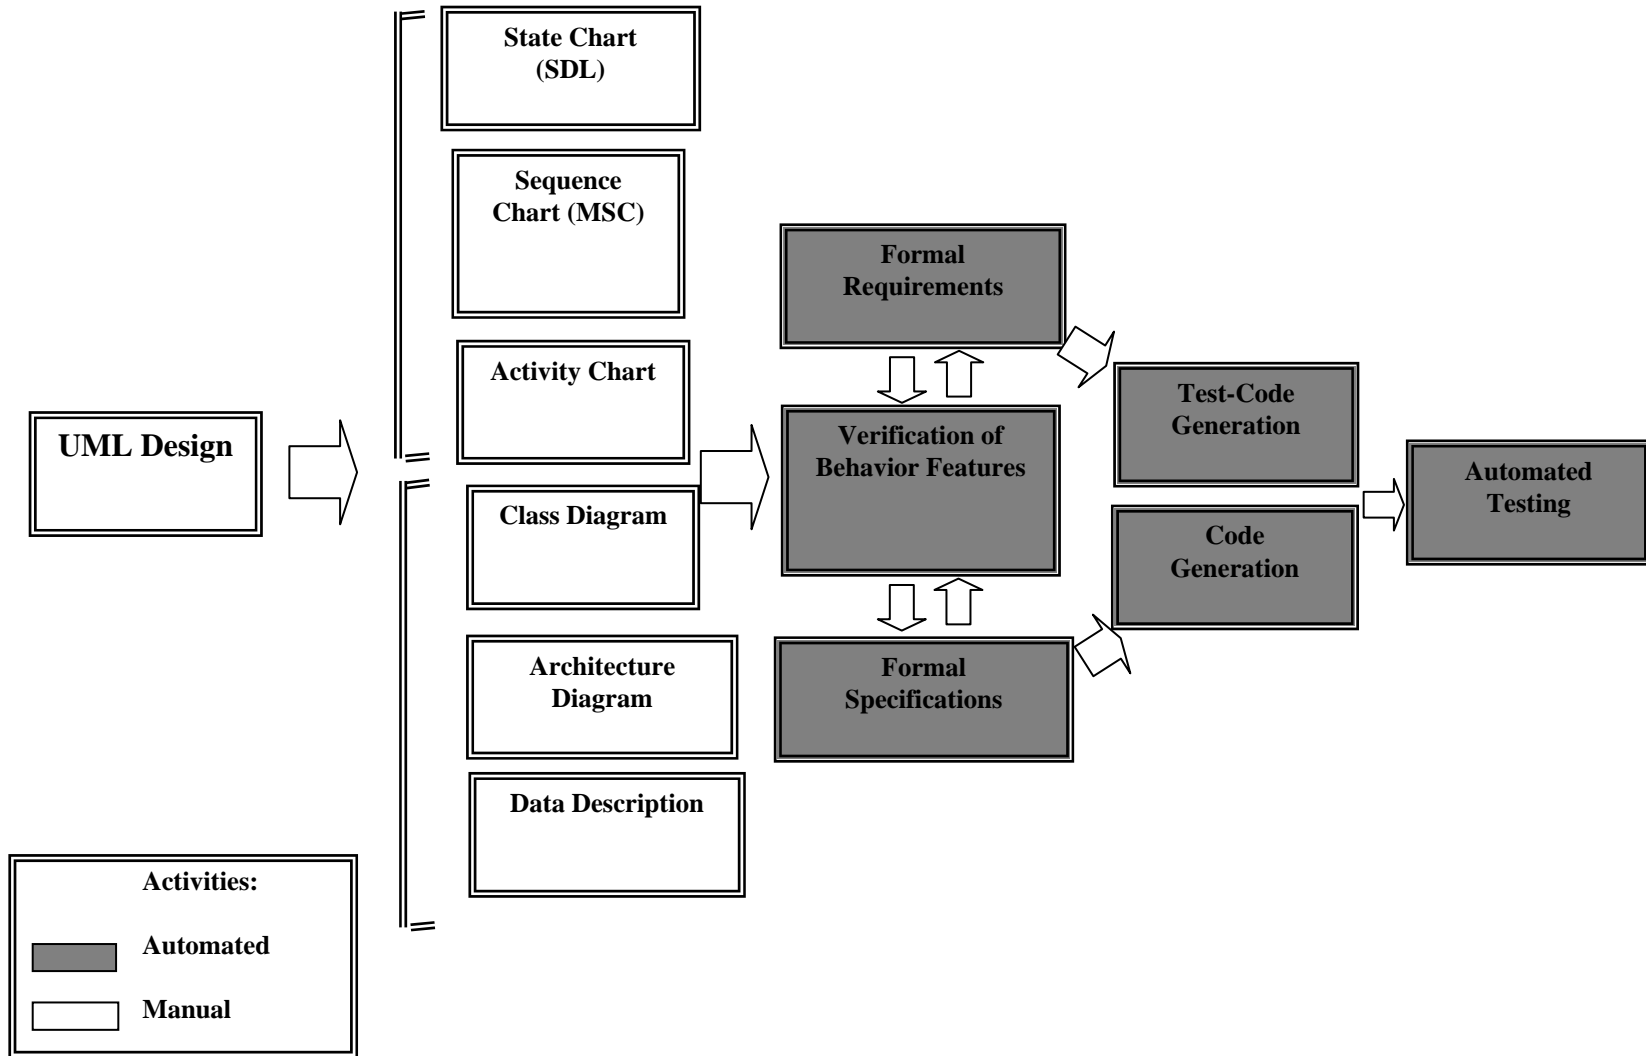 State Chart
(SDL)
Sequence
Chart (MSC)
Activity Chart
UML Design
Class Diagram
Architecture
Diagram
Data Description
Formal
Requirements
Verification of
Behavior Features
Formal
Specifications
Test-Code
Generation
Code
Generation
Automated
Testing
Activities:
Automated
Manual